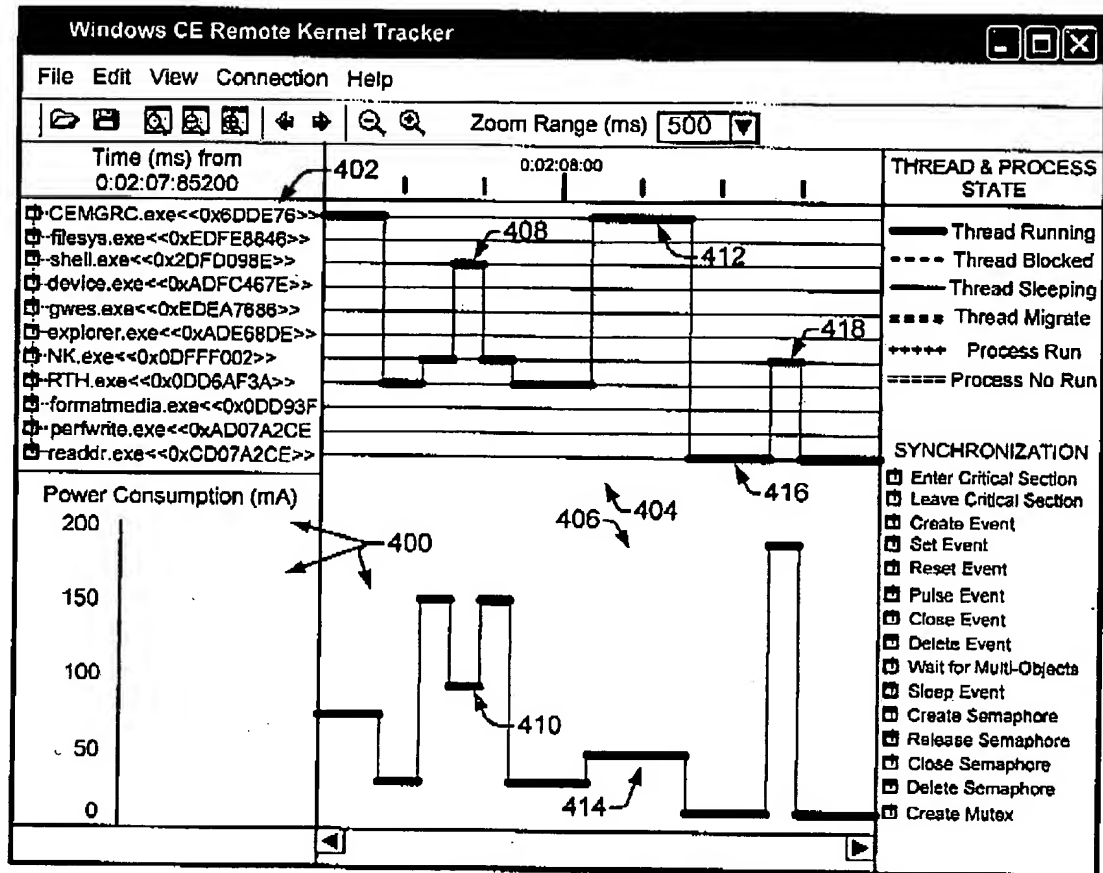 Windows CE Remote Kernel Tracker
File Edit View Connection Help
Zoom Range (ms) 500
Time (ms) from
0:02:07:85200
402
0:02:08:00
CEMGRC.exe<<0x6DDE76>>
filesys.exe<<0xEDFE8846>>
shell.exe<<0x2DFD098E>>
device.exe<<0xADFC467E>>
gwes.exe<<0xEDEA7686>>
explorer.exe<<0xADE68DE>>
NK.exe<<0x0DFFF002>>
RTH.exe<<0x0DD6AF3A>>
formatmedia.exe<<0x0DD93F
perfwrite.exe<<0xAD07A2CE
readdr.exe<<0xCD07A2CE>>
408
412
418
416
404
406
THREAD & PROCESS
STATE
Thread Running
Thread Blocked
Thread Sleeping
Thread Migrate
Process Run
Process No Run
SYNCHRONIZATION
Enter Critical Section
Leave Critical Section
Create Event
Set Event
Reset Event
Pulse Event
Close Event
Delete Event
Wait for Multi-Objects
Sleep Event
Create Semaphore
Release Semaphore
Close Semaphore
Delete Semaphore
Create Mutex
Power Consumption (mA)
200
150
100
50
0
400
410
414